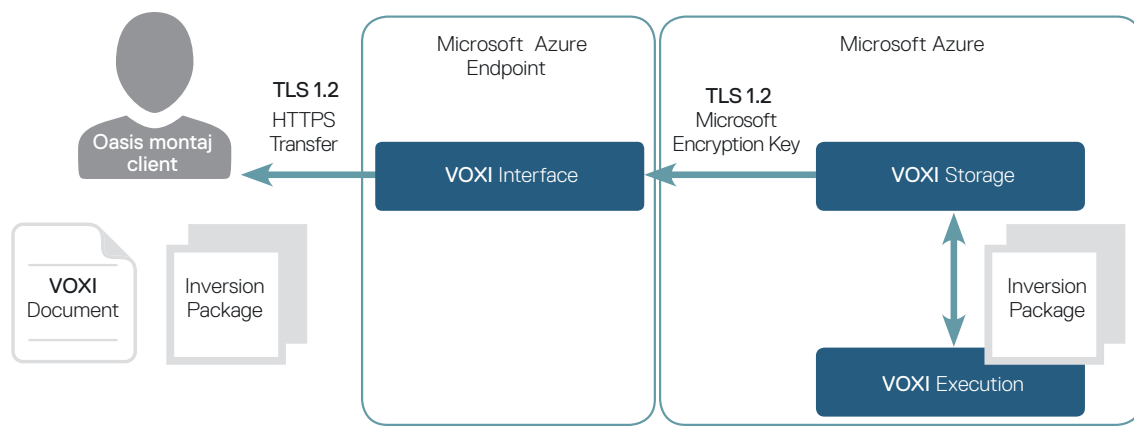 Oasis montaj
client
TLS 1.2
HTTPS
Transfer
Microsoft Azure
Endpoint
VOXI Interface
TLS 1.2
Microsoft
Encryption Key
Microsoft Azure
VOXI Storage
VOXI
Document
Inversion
Package
Inversion
Package
VOXI Execution